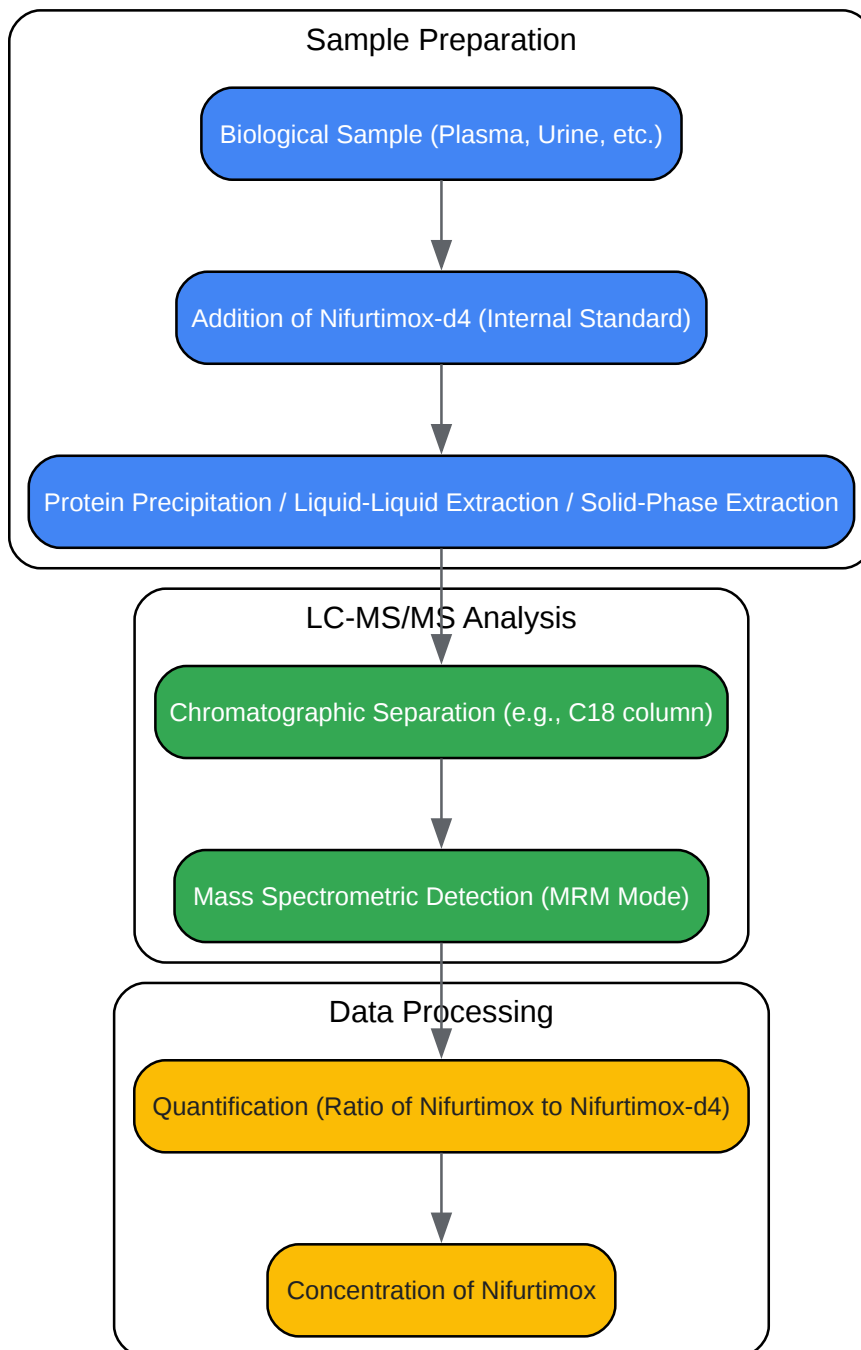 Sample Preparation
Biological Sample (Plasma, Urine, etc.)
Addition of Nifurtimox-d4 (Internal Standard)
Protein Precipitation / Liquid-Liquid Extraction / Solid-Phase Extraction
LC-MS/MS Analysis
Chromatographic Separation (e.g., C18 column)
Mass Spectrometric Detection (MRM Mode)
Data Processing
Quantification (Ratio of Nifurtimox to Nifurtimox-d4)
Concentration of Nifurtimox